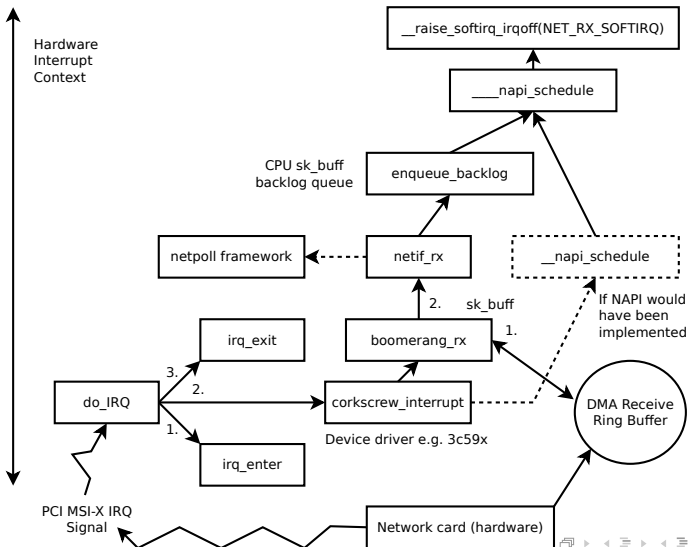 Hardware
Interrupt
Context
__raise_softirq_irqoff(NET_RX_SOFTIRQ)
____napi_schedule
CPU sk_buff
backlog queue
enqueue_backlog
netpoll framework
netif_rx
__napi_schedule
2.
sk_buff
If NAPI would
have been
implemented
irq_exit
boomerang_rx
1.
3.
2.
do_IRQ
corkscrew_interrupt
DMA Receive
Ring Buffer
1.
Device driver e.g. 3c59x
irq_enter
PCI MSI-X IRQ
Signal
Network card (hardware)